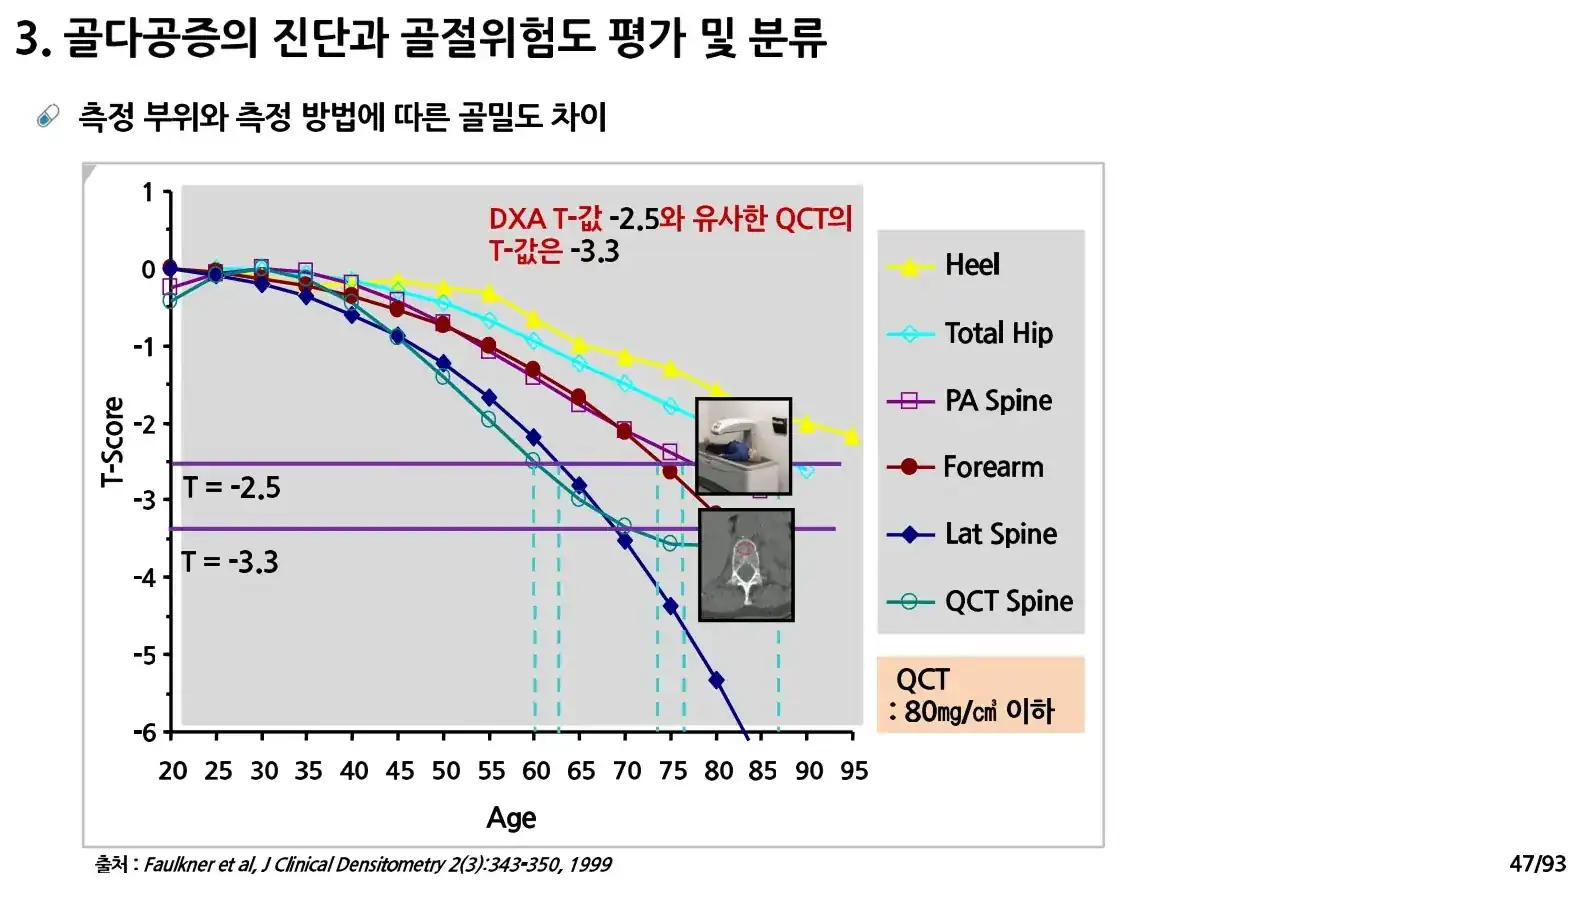 3. 골다공증의 진단과 골절위험도 평가 및 분류
측정 부위와 측정 방법에 따른 골밀도 차이
DXA T-값 -2.5와 유사한 QCT의
T-값은 -3.3
1
0
-1
-2
-3
-4
-5
-6
T-Score
T = -2.5
T = -3.3
20 25 30 35 40 45 50 55 60 65 70 75 80 85 90 95
Age
Heel
Total Hip
PA Spine
Forearm
Lat Spine
QCT Spine
QCT
: 80㎎/㎤ 이하
출처 : Faulkner et al, J Clinical Densitometry 2(3):343-350, 1999
47/93